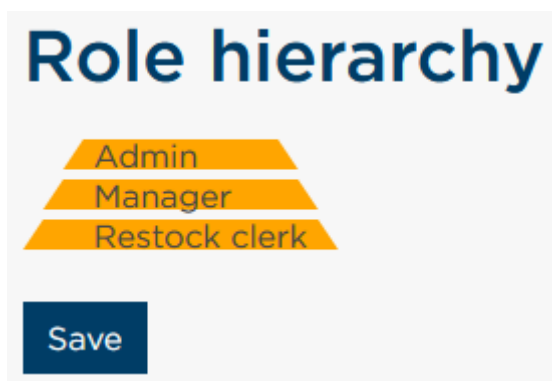 Role hierarchy
Admin
Manager
Restock clerk
Save